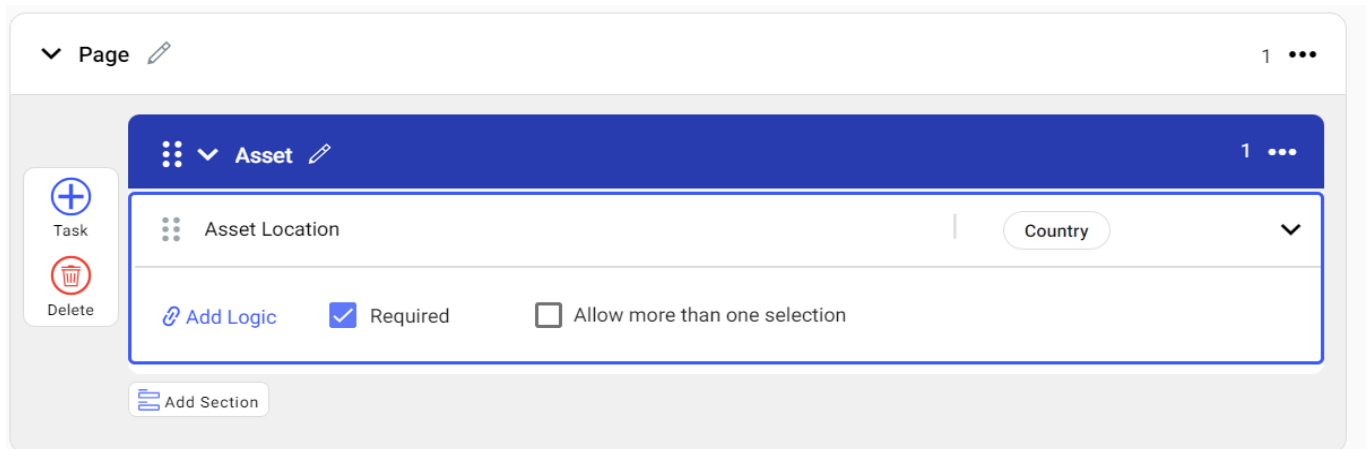 Page 1
Asset 1
Task
Asset Location Country
Delete
Add Logic Required Allow more than one selection
Add Section